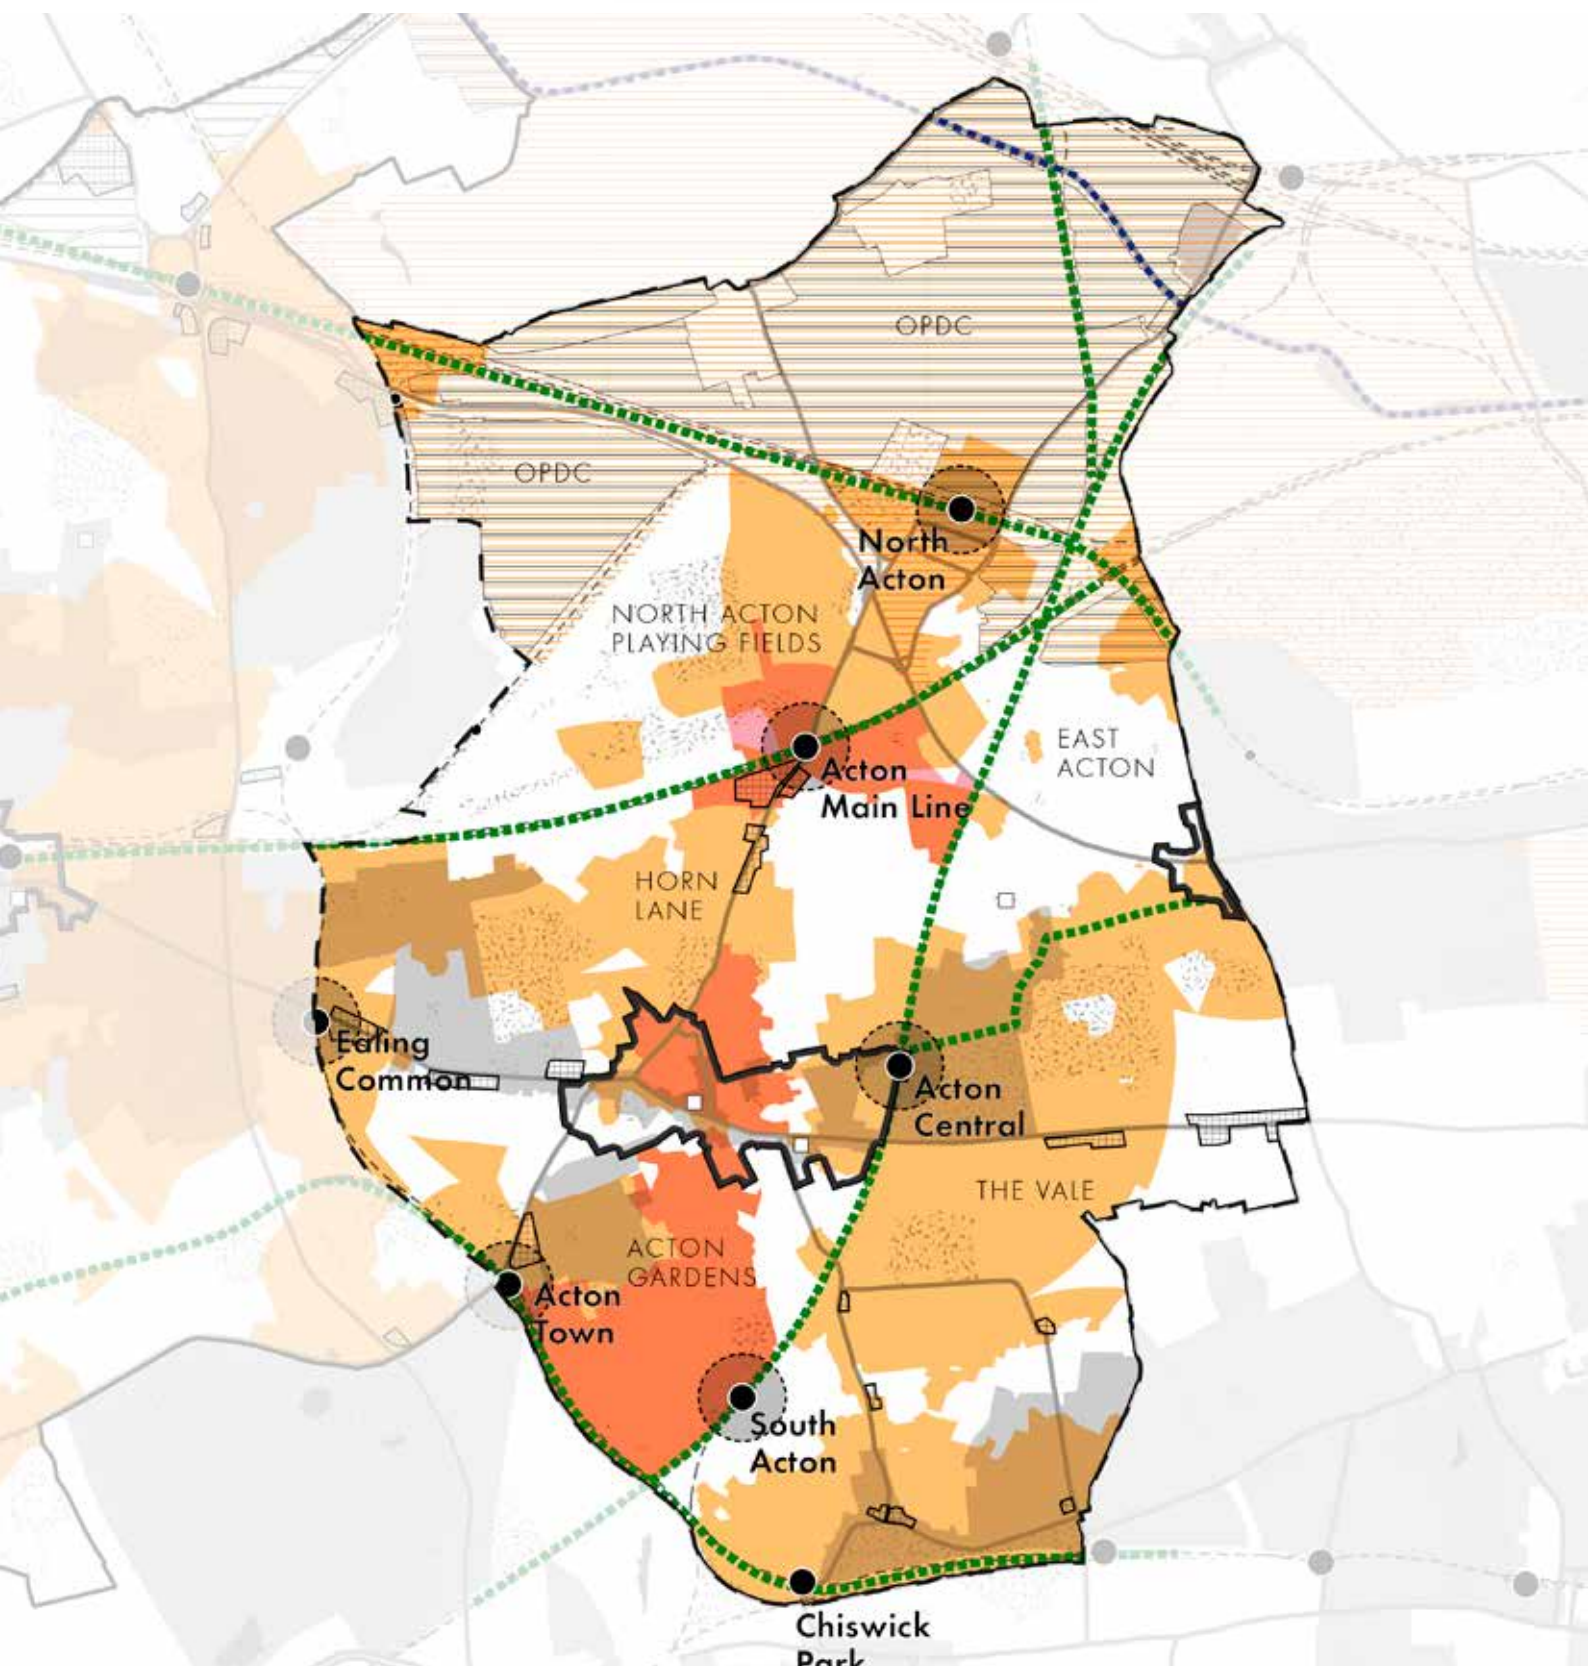 OPDC
OPDC
North
Acton
NORTH ACTON
PLAYING FIELDS
EAST
ACTON
Acton
Main Line
HORN
LANE
Ealing
Common
Acton
Central
THE VALE
ACTON
GARDENS
Acton
Town
South
Acton
Chiswick
Park